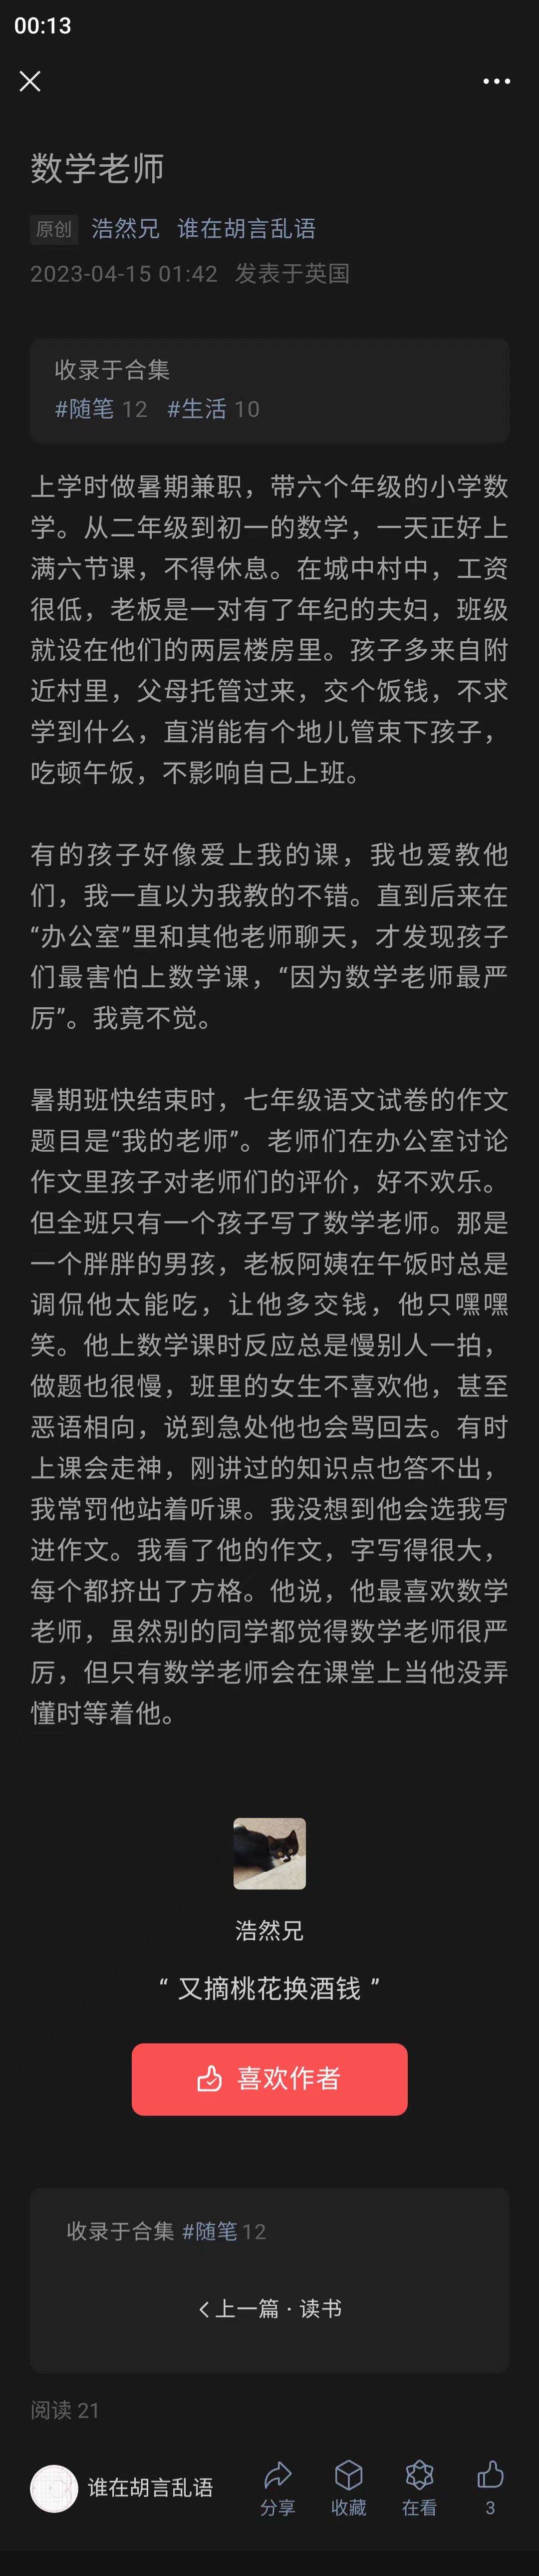 00:13
数学老师
原创 浩然兄 谁在胡言乱语
2023-04-15 01:42 发表于英国
收录于合集
#随笔 12 #生活 10
上学时做暑期兼职，带六个年级的小学数
学。从二年级到初一的数学，一天正好上
满六节课，不得休息。在城中村中，工资
很低，老板是一对有了年纪的夫妇，班级
就设在他们的两层楼房里。孩子多来自附
近村里，父母托管过来，交个饭钱，不求
学到什么，直消能有个地儿管束下孩子，
吃顿午饭，不影响自己上班。
有的孩子好像爱上我的课，我也爱教他
们，我一直以为我教的不错。直到后来在
“办公室”里和其他老师聊天，才发现孩子
们最害怕上数学课，“因为数学老师最严
厉”。我竟不觉。
暑期班快结束时，七年级语文试卷的作文
题目是“我的老师”。老师们在办公室讨论
作文里孩子对老师们的评价，好不欢乐。
但全班只有一个孩子写了数学老师。那是
一个胖胖的男孩，老板阿姨在午饭时总是
调侃他太能吃，让他多交钱，他只嘿嘿
笑。他上数学课时反应总是慢别人一拍，
做题也很慢，班里的女生不喜欢他，甚至
恶语相向，说到急处他也会骂回去。有时
上课会走神，刚讲过的知识点也答不出，
我常罚他站着听课。我没想到他会选我写
进作文。我看了他的作文，字写得很大，
每个都挤出了方格。他说，他最喜欢数学
老师，虽然别的同学都觉得数学老师很严
厉，但只有数学老师会在课堂上当他没弄
懂时等着他。
浩然兄
“ 又摘桃花换酒钱 ”
喜欢作者
收录于合集 #随笔 12
上一篇 · 读书
阅读 21
谁在胡言乱语 分享 收藏 在看 3